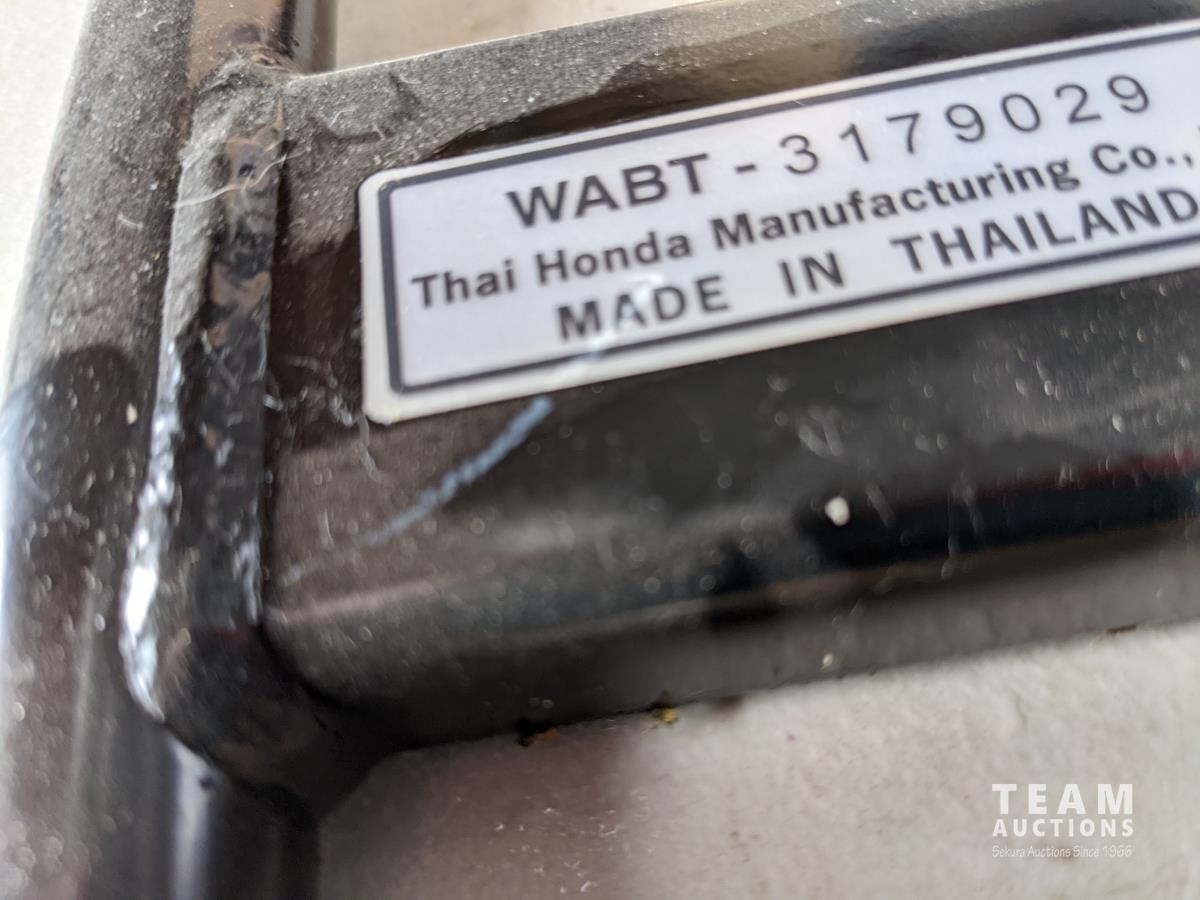 WABT - 3179029
Thai Honda Manufacturing Co.,
MADE IN THAILAND
TEAM
AUCTIONS
Sekura Auctions Since 1966